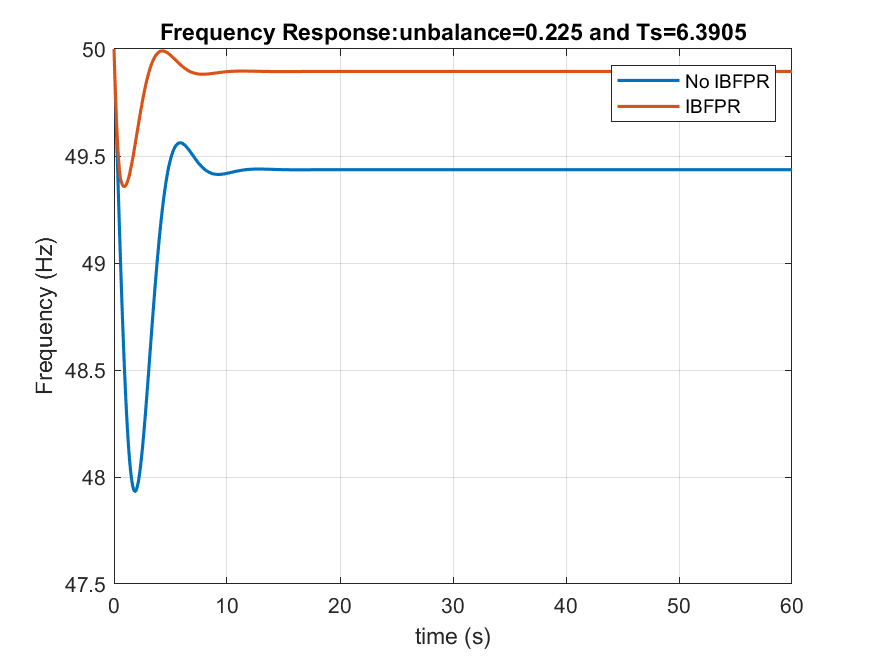 Frequency Response:unbalance=0.225 and Ts=6.3905
50
49.5
49
48.5
48
47.5
Frequency (Hz)
No IBFPR
IBFPR
0
10
20
30
40
50
60
time (s)